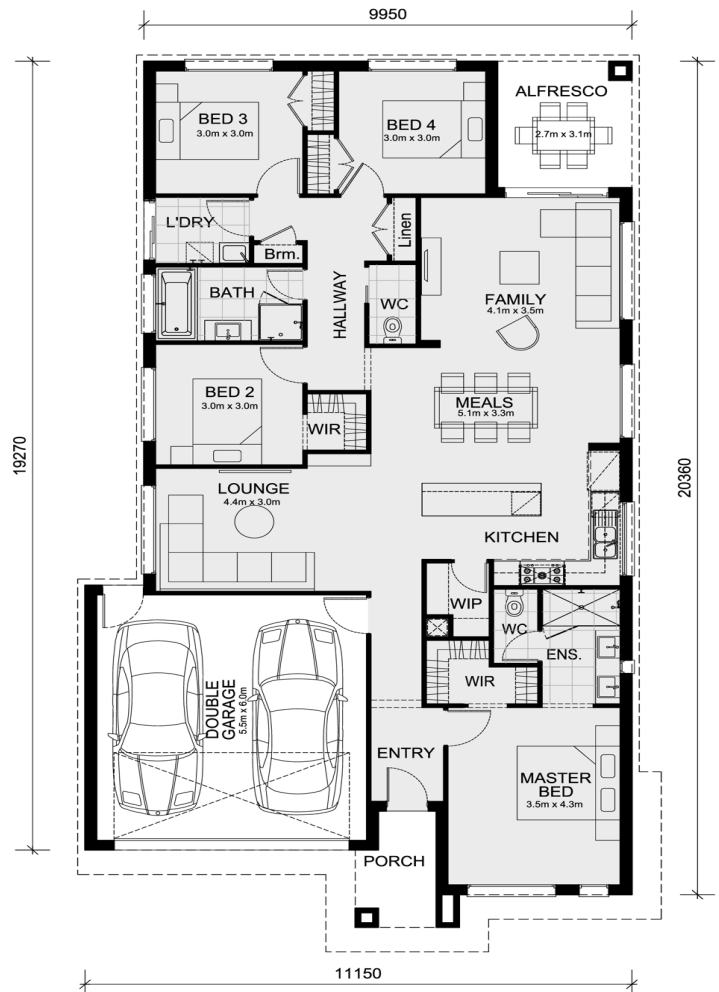 9950
ALFRESCO
2.7m x 3.1m
BED 3
3.0m x 3.0m
BED 4
3.0m x 3.0m
L'DRY
Brm.
Linen
BATH
HALLWAY
WC
FAMILY
4.1m x 3.5m
BED 2
3.0m x 3.0m
WIR
MEALS
5.1m x 3.3m
19270
20360
LOUNGE
4.4m x 3.0m
KITCHEN
WIP
WC
ENS.
WIR
DOUBLE
GARAGE
5.5m x 6.0m
ENTRY
MASTER
BED
3.5m x 4.3m
PORCH
11150